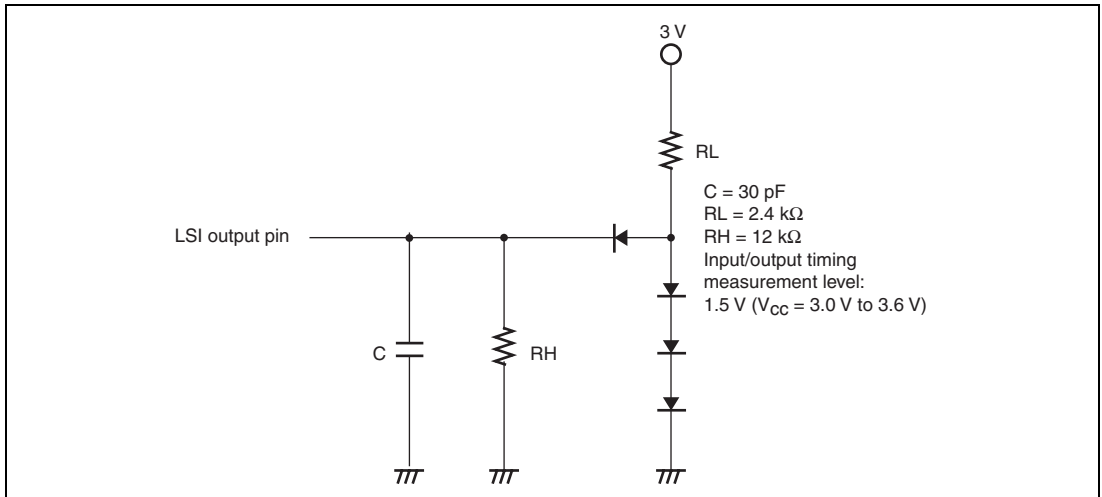 3 V
RL
C = 30 pF
RL = 2.4 kΩ
RH = 12 kΩ
Input/output timing
measurement level:
1.5 V (VCC = 3.0 V to 3.6 V)
LSI output pin
C
RH